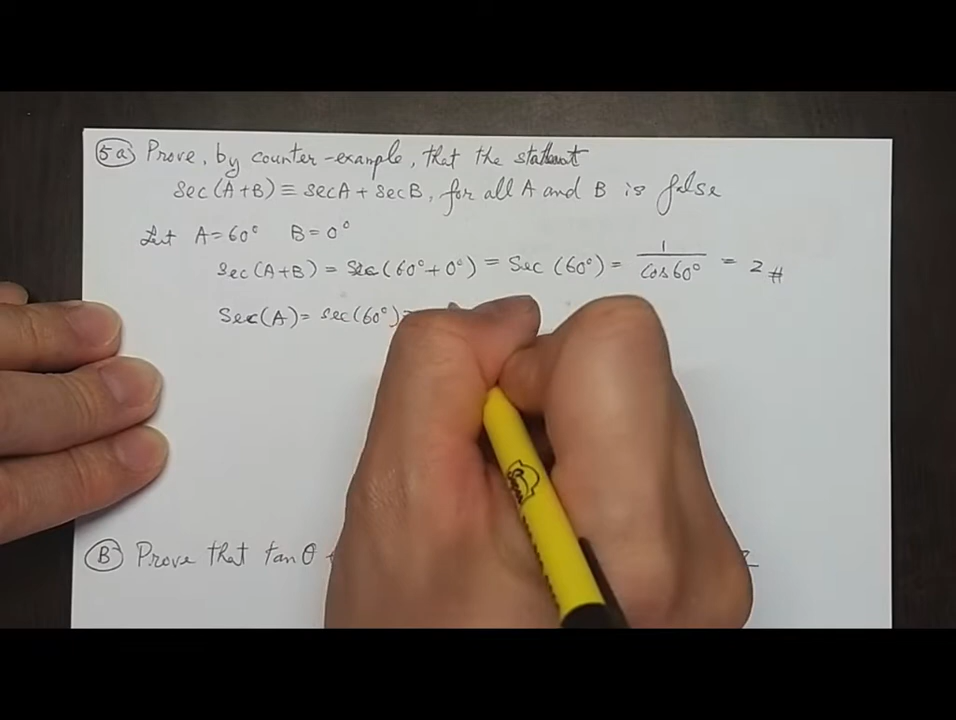 5a) Prove, by counter-example, that the statement
sec(A+B) ≡ secA + secB, for all A and B is false
Let A=60° B=0°
sec(A+B) = Sec(60°+0°) = Sec (60°) = 1/cos60° = 2 #
Sec(A) = sec(60°) =
B) Prove that tan θ